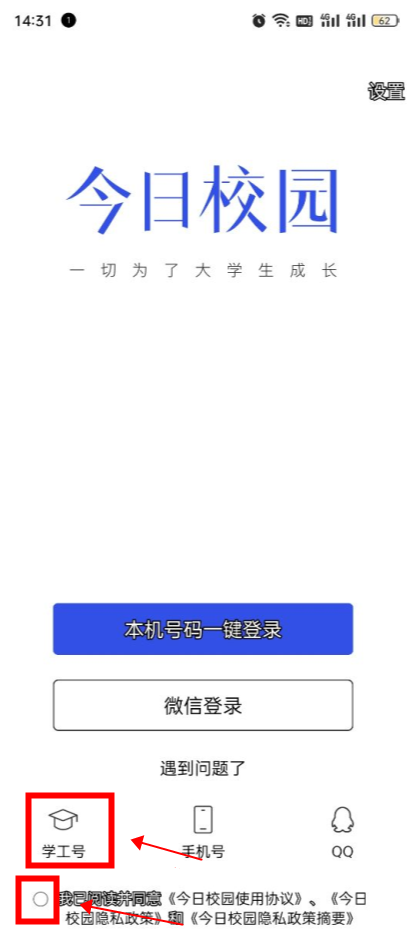 14:31 1 HD 4G 4G 62
设置
今日校园
一切为了大学生成长
本机号码一键登录
微信登录
遇到问题了
学工号 手机号 QQ
我已阅读并同意《今日校园使用协议》、《今日
校园隐私政策》和《今日校园隐私政策摘要》